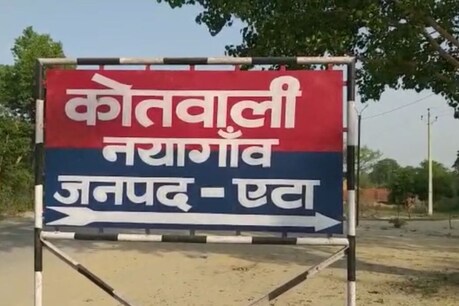 कोतवाली
नयागाँव
जनपद - एटा